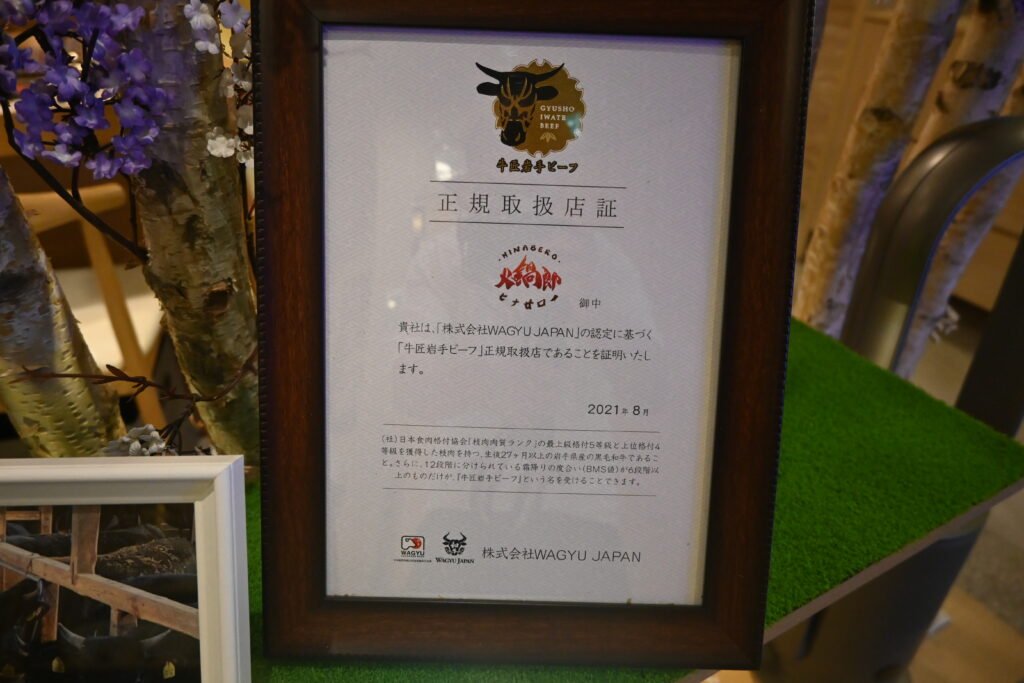 GYUSHO
IWATE
BEEF
牛匠岩手ビーフ
正規取扱店証
HINABERO
火鍋郎
ヒナベロ！
御中
貴社は、「株式会社WAGYU JAPAN」の認定に基づく
「牛匠岩手ビーフ」正規取扱店であることを証明いたし
ます。
2021年 8月
（社）日本食肉格付協会「枝肉肉質ランク」の最上級格付5等級と上位格付4
等級を獲得した枝肉を持つ、生後27ヶ月以上の岩手県産の黒毛和牛であるこ
と。さらに、12段階に分けられている霜降りの度合い（BMS値）が6段階以
上のものだけが、「牛匠岩手ビーフ」という名を受けることできます。
WAGYU
WAGYU JAPAN
株式会社WAGYU JAPAN